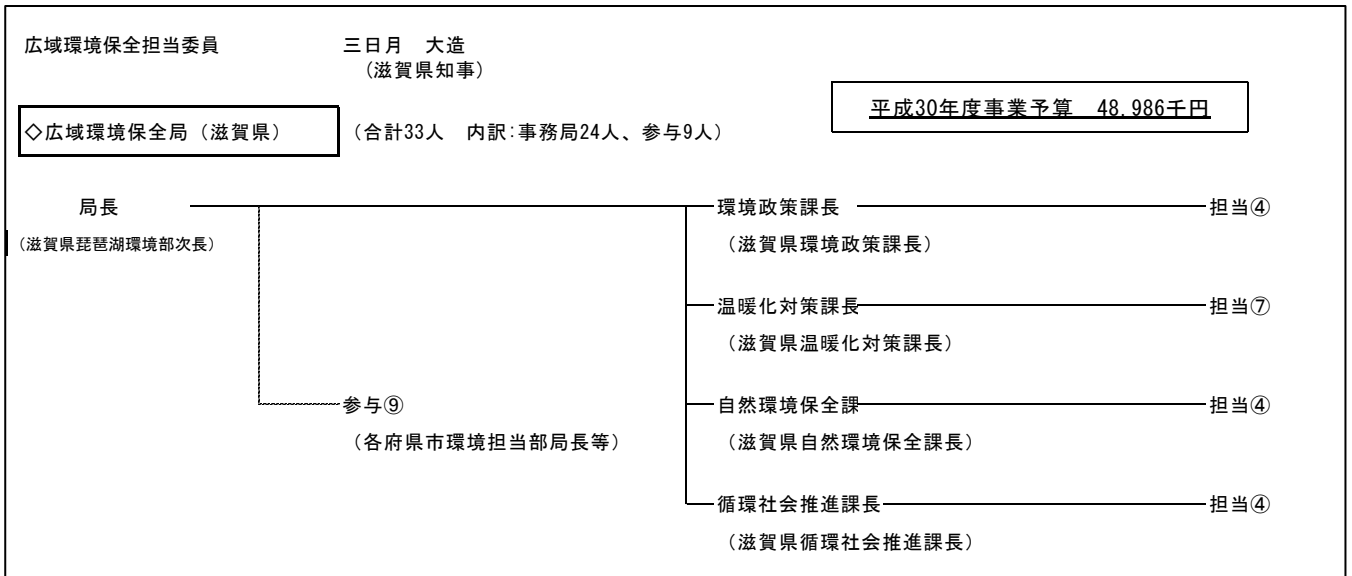 広域環境保全担当委員 三日月 大造
（滋賀県知事）
平成30年度事業予算 48,986千円
◇広域環境保全局（滋賀県） （合計33人 内訳:事務局24人、参与9人）
局長 環境政策課長 担当④
（滋賀県琵琶湖環境部次長） （滋賀県環境政策課長）
温暖化対策課長 担当⑦
（滋賀県温暖化対策課長）
参与⑨ 自然環境保全課 担当④
（各府県市環境担当部局長等） （滋賀県自然環境保全課長）
循環社会推進課長 担当④
（滋賀県循環社会推進課長）